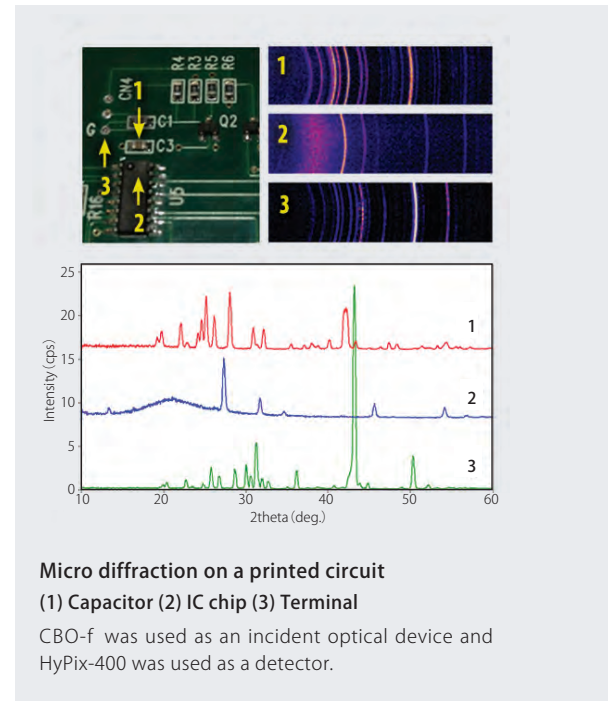 R4 R3 R5 R6
CN4
1
C1
Q2
G
C3
3
R16
2
U5
1
2
3
25
20
15
10
5
0
Intensity (cps)
1
2
3
10 20 30 40 50 60
2theta (deg.)
Micro diffraction on a printed circuit
(1) Capacitor (2) IC chip (3) Terminal
CBO-f was used as an incident optical device and
HyPix-400 was used as a detector.